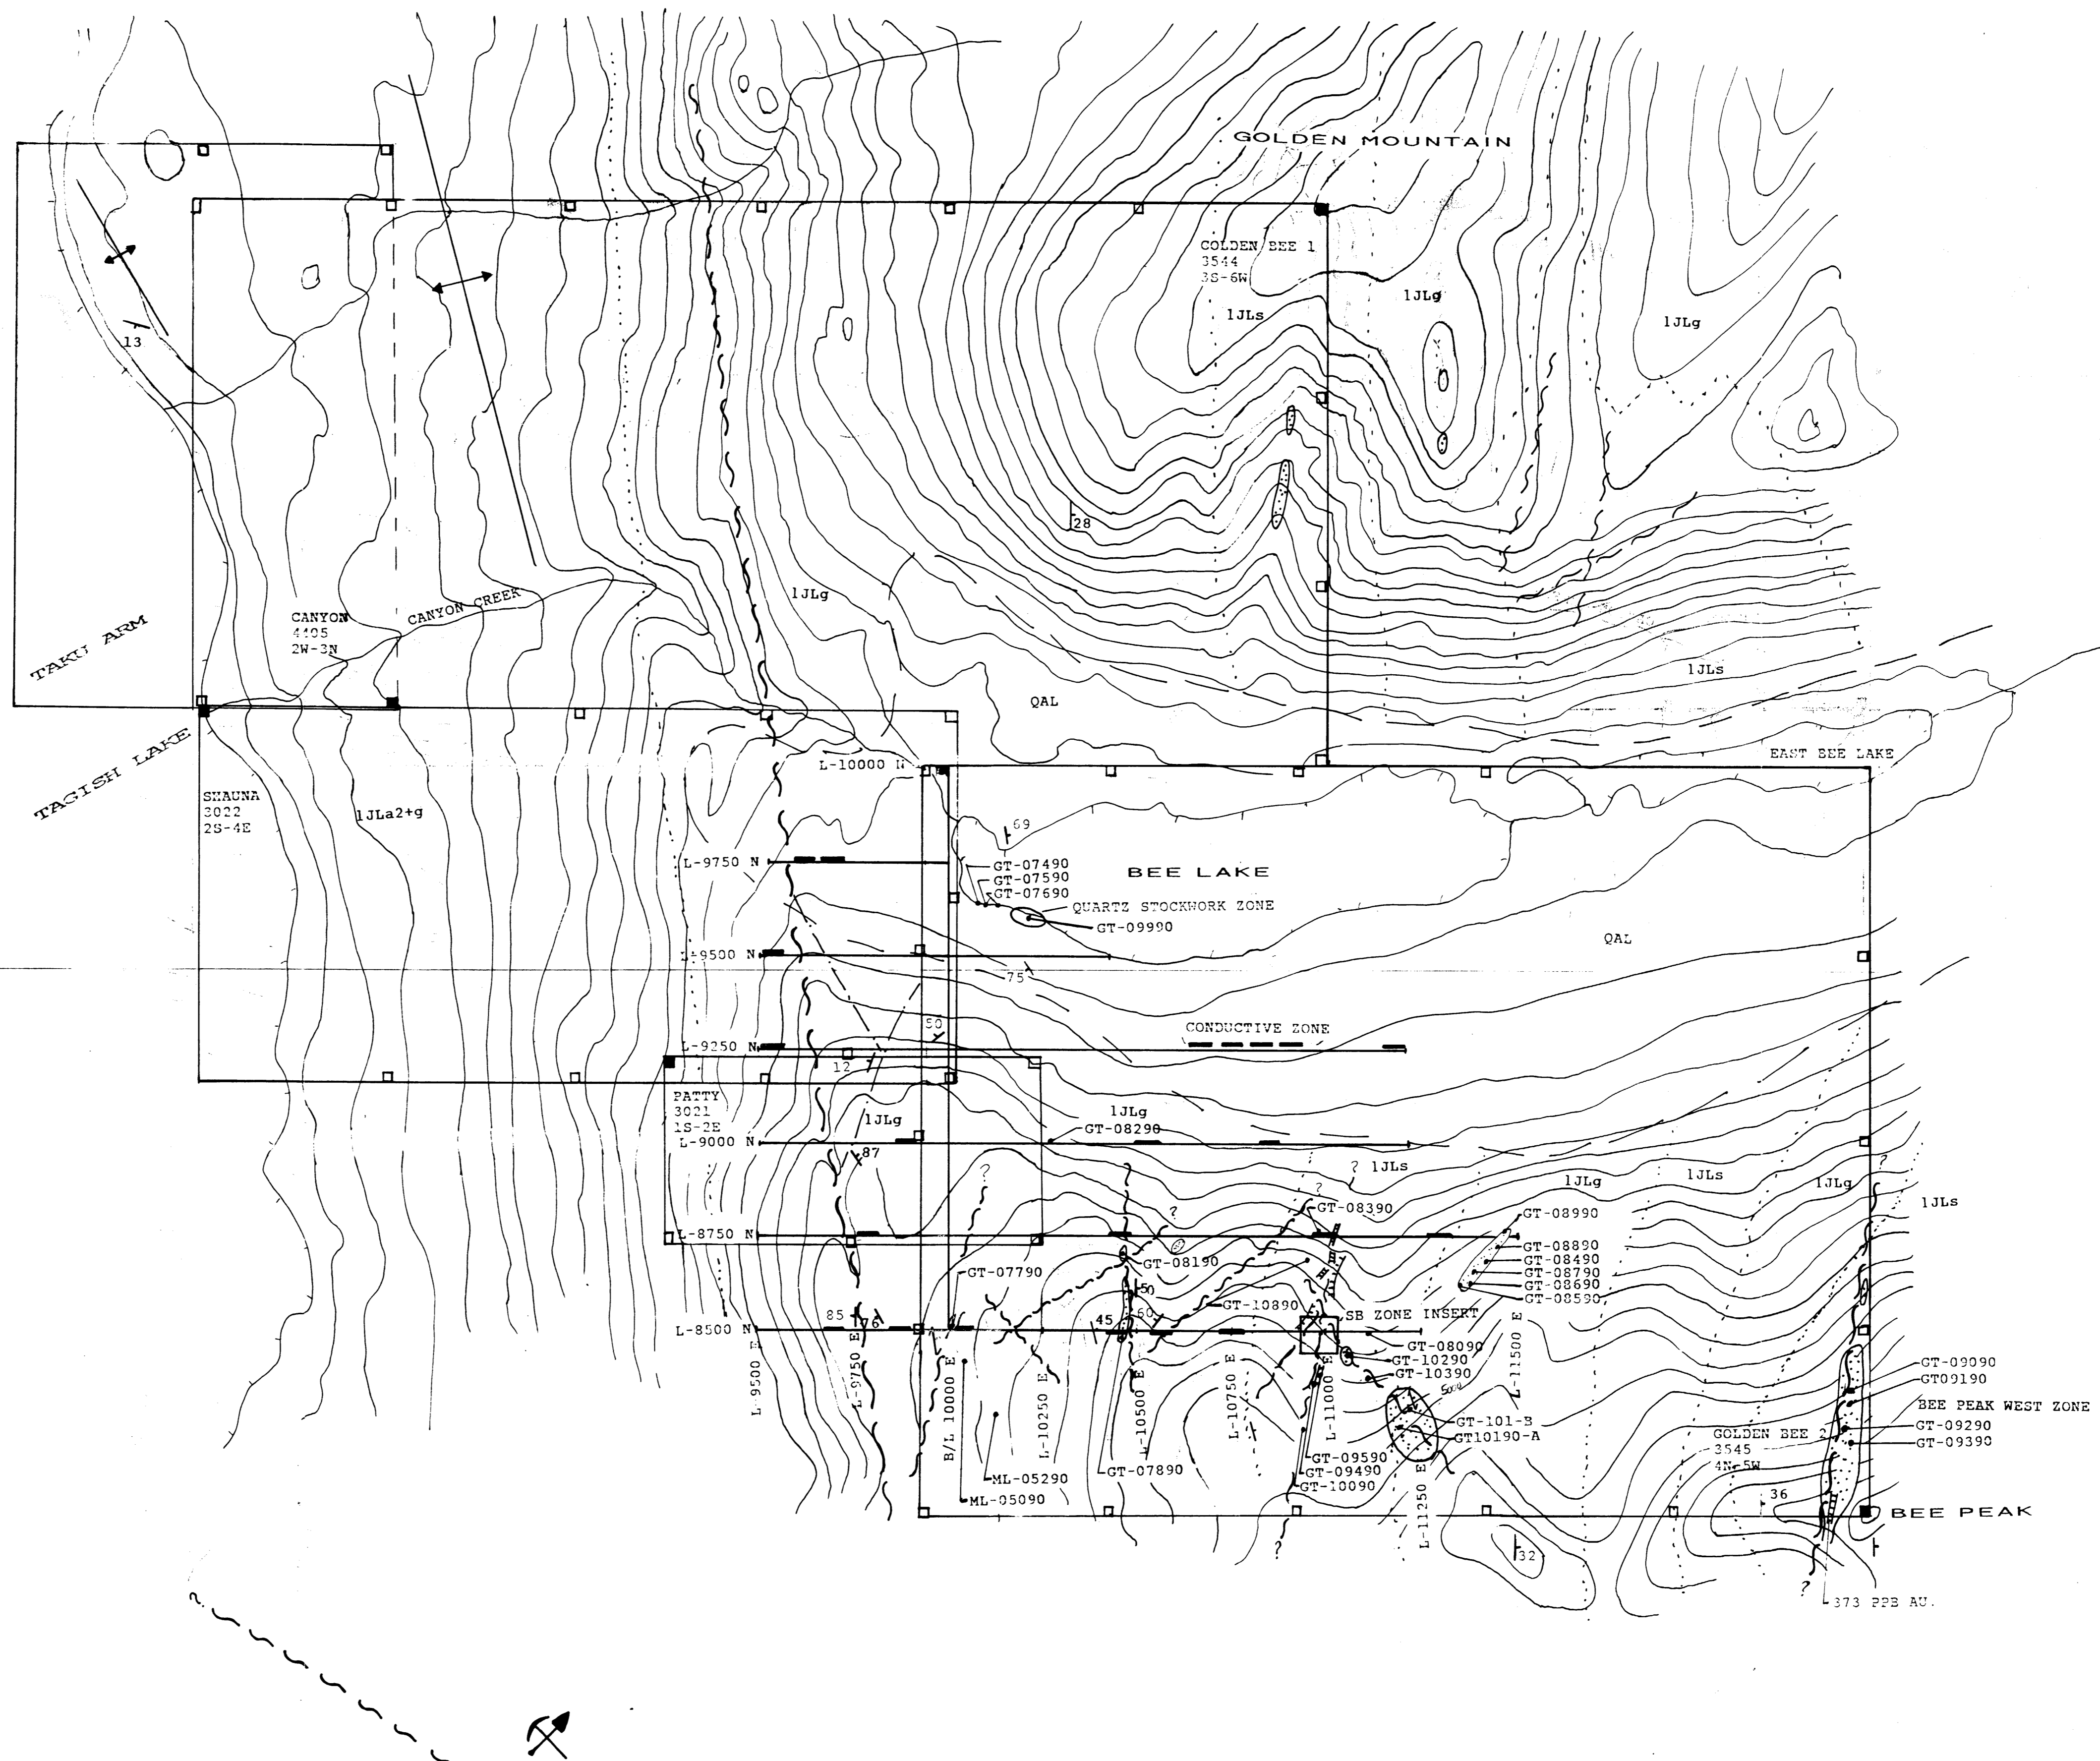 GOLDEN MOUNTAIN
GOLDEN BEE 1
3544
3S-6W
1JLg
1JLs
1JLg
13
28
1JLg
CANYON
4405
2W-3N
CANYON CREEK
TAKU ARM
1JLs
QAL
TAGISH LAKE
L-10000 N
EAST BEE LAKE
SHAUNA
3022
2S-4E
1JLa2+g
69
L-9750 N
GT-07490
GT-07590
GT-07690
BEE LAKE
QUARTZ STOCKWORK ZONE
GT-09990
QAL
L-9500 N
75
50
CONDUCTIVE ZONE
L-9250 N
12
PATTY
3021
1S-2E
1JLg
1JLg
GT-08290
L-9000 N
87
?
?
? 1JLs
1JLg
1JLs
1JLg
?
1JLs
?
?
GT-08390
GT-08990
L-8750 N
GT-08890
GT-08490
GT-08790
GT-08690
GT-08590
GT-08190
GT-07790
50
GT-10890
SB ZONE INSERT
85
76
45
60
L-8500 N
GT-08090
GT-10290
GT-10390
5000
L-9500 E
L-9750 E
B/L 10000 E
L-10250 E
L-10500 E
L-10750 E
L-11000 E
L-11250 E
L-11500 E
GT-09090
GT09190
BEE PEAK WEST ZONE
GT-09290
GT-09390
GT-101-B
GT10190-A
GOLDEN BEE 2
3545
4N-5W
GT-09590
GT-09490
GT-10090
ML-05290
GT-07890
ML-05090
36
BEE PEAK
32
?
?
373 PPB AU.
?